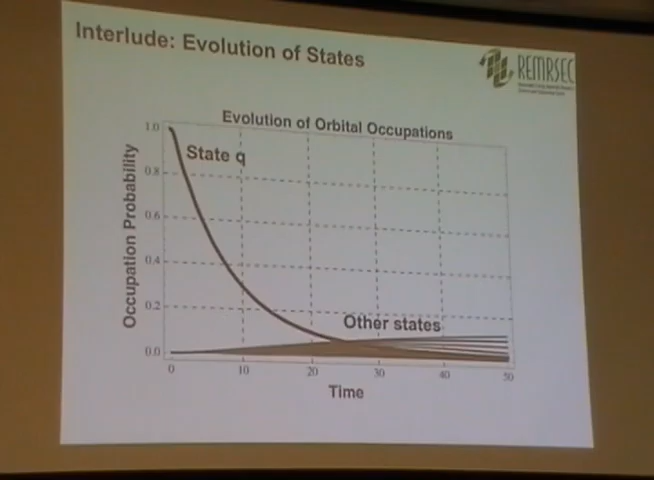 Interlude: Evolution of States
REMRSEC
Evolution of Orbital Occupations
State q
Other states
Occupation Probability
1.0
0.8
0.6
0.4
0.2
0.0
0 10 20 30 40 50
Time